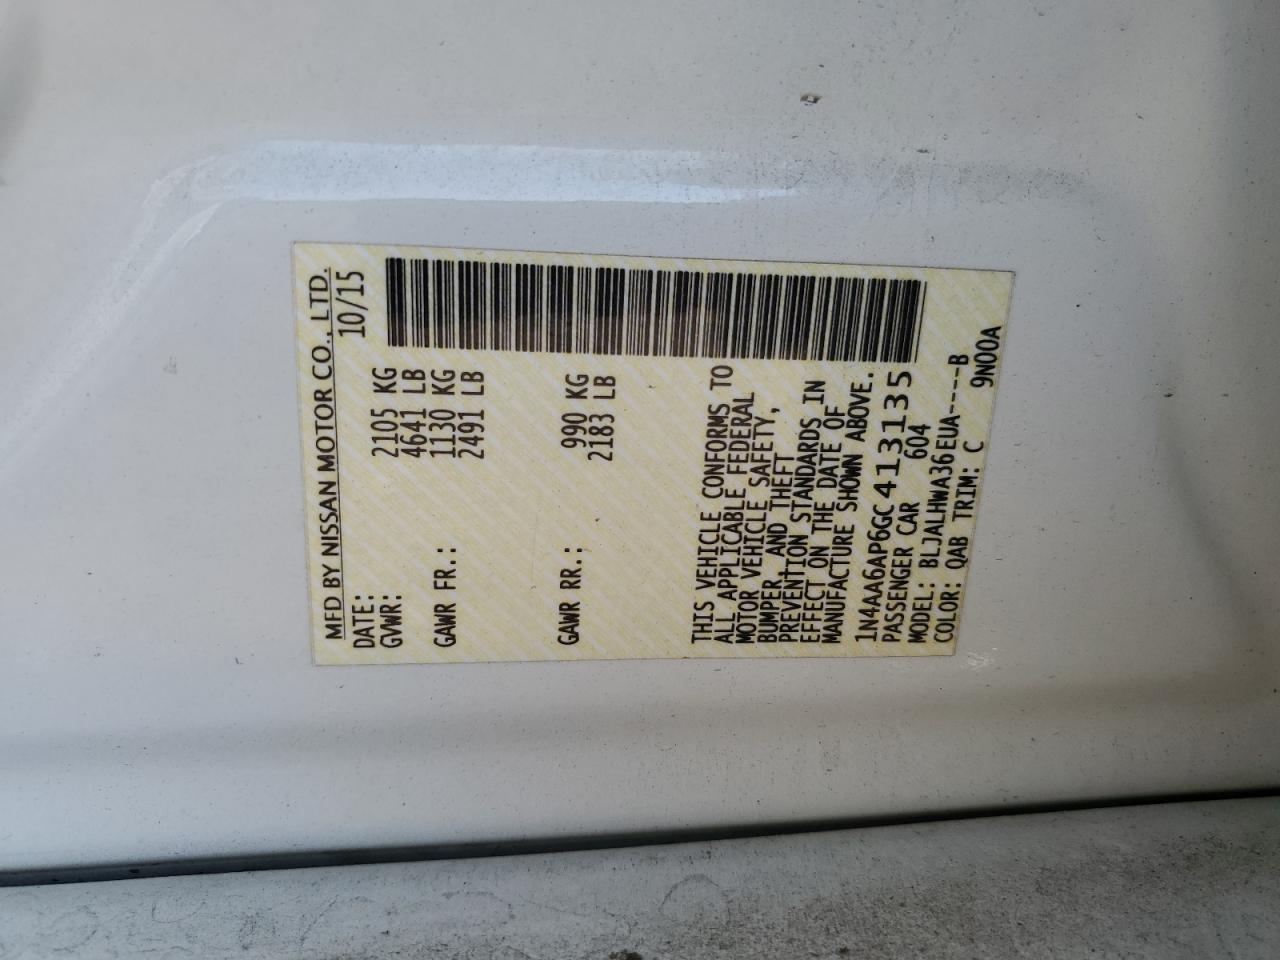 MFD BY NISSAN MOTOR CO., LTD.
DATE: 10/15
GVWR: 2105 KG
4641 LB
GAWR FR.: 1130 KG
2491 LB
GAWR RR.: 990 KG
2183 LB
THIS VEHICLE CONFORMS TO
ALL APPLICABLE FEDERAL
MOTOR VEHICLE SAFETY,
BUMPER, AND THEFT
PREVENTION STANDARDS IN
EFFECT ON THE DATE OF
MANUFACTURE SHOWN ABOVE.
1N4AA6AP6GC413135
PASSENGER CAR 604
MODEL: BLJALHWA36EUA-----B
COLOR: QAB TRIM: C 9N00A